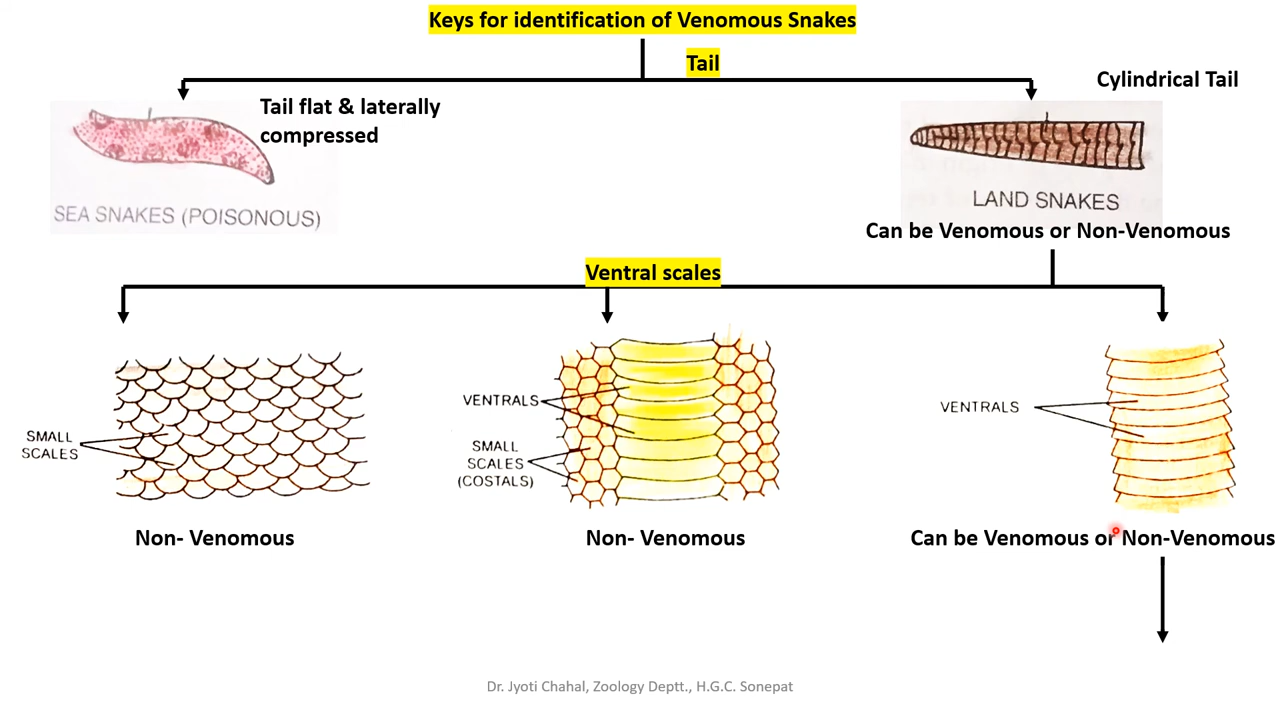 Keys for identification of Venomous Snakes
Tail
Cylindrical Tail
Tail flat & laterally
compressed
SEA SNAKES (POISONOUS)
LAND SNAKES
Can be Venomous or Non-Venomous
Ventral scales
SMALL
SCALES
VENTRALS
SMALL
SCALES
(COSTALS)
VENTRALS
Non- Venomous
Non- Venomous
Can be Venomous or Non-Venomous
Dr. Jyoti Chahal, Zoology Deptt., H.G.C. Sonepat